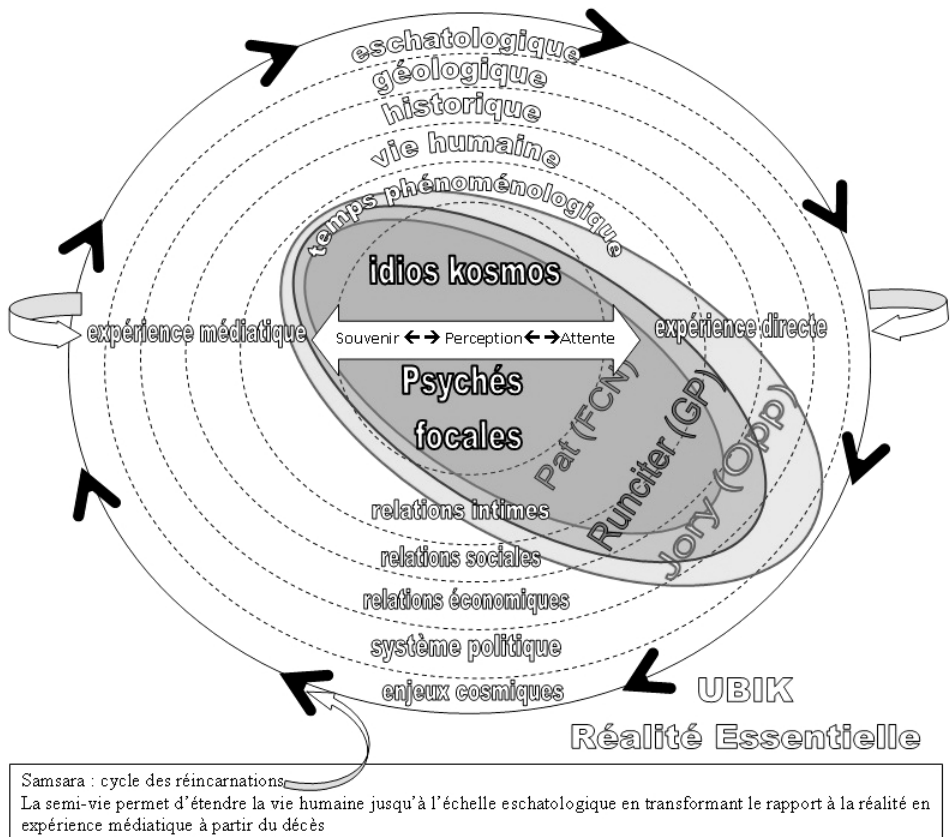 eschatologique
géologique
historique
vie humaine
temps phénoménologique
idios kosmos
expérience médiatique
Souvenir ←→ Perception ←→ Attente
expérience directe
Psychés
focales
Pat (FCN)
Runciter (GP)
Jory (Opp)
relations intimes
relations sociales
relations économiques
système politique
enjeux cosmiques
UBIK
Réalité Essentielle
Samsara : cycle des réincarnations
La semi-vie permet d'étendre la vie humaine jusqu'à l'échelle eschatologique en transformant le rapport à la réalité en
expérience médiatique à partir du décès